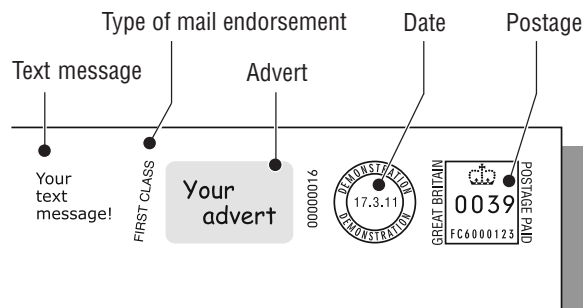 Type of mail endorsement
Date
Postage
Text message
Advert
Your
text
message!
FIRST CLASS
Your
advert
00000016
DEMONSTRATION
17.3.11
DEMONSTRATION
GREAT BRITAIN
0039
FC6000123
POSTAGE PAID